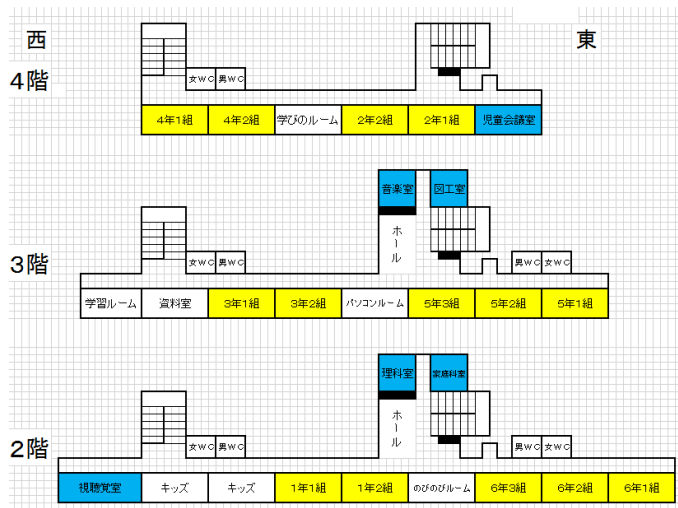 西
東
4階
女WC 男WC
4年1組 4年2組 学びのルーム 2年2組 2年1組 児童会議室
音楽室 図工室
ホール
3階
女WC 男WC 男WC 女WC
学習ルーム 資料室 3年1組 3年2組 パソコンルーム 5年3組 5年2組 5年1組
理科室 家庭科室
ホール
2階
女WC 男WC 男WC 女WC
視聴覚室 キッズ キッズ 1年1組 1年2組 のびのびルーム 6年3組 6年2組 6年1組